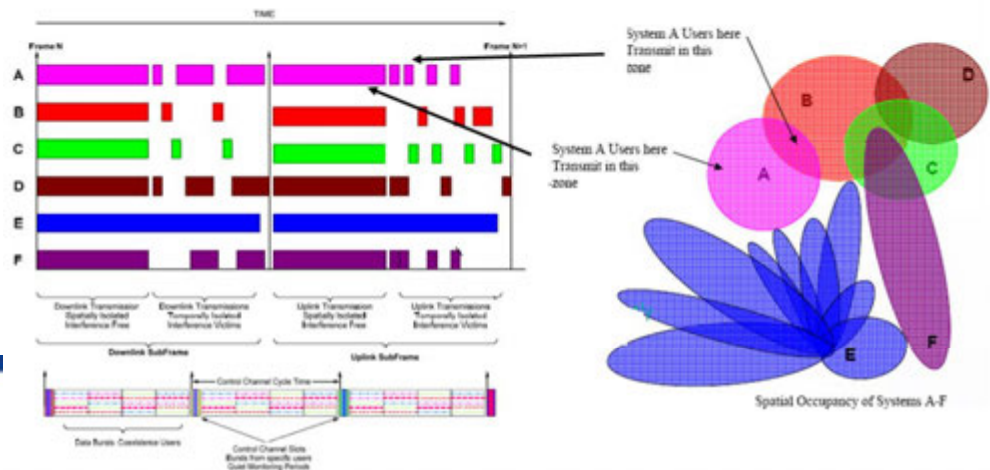 TIME
Frame N
Frame N+1
A
B
C
D
E
F
Downlink Transmission
Spatially Isolated
Interference Free
Downlink Transmissions
Temporally Isolated
Interference Victims
Uplink Transmission
Spatially Isolated
Interference Free
Uplink Transmissions
Temporally Isolated
Interference Victims
Downlink SubFrame
Uplink SubFrame
Control Channel Cycle Time
Data Bursts Coexistence Users
Control Channel Slots
Bursts from specific users
Quiet Monitoring Periods
System A Users here
Transmit in this
zone
System A Users here
Transmit in this
-zone
B
D
A
C
E
F
Spatial Occupancy of Systems A-F